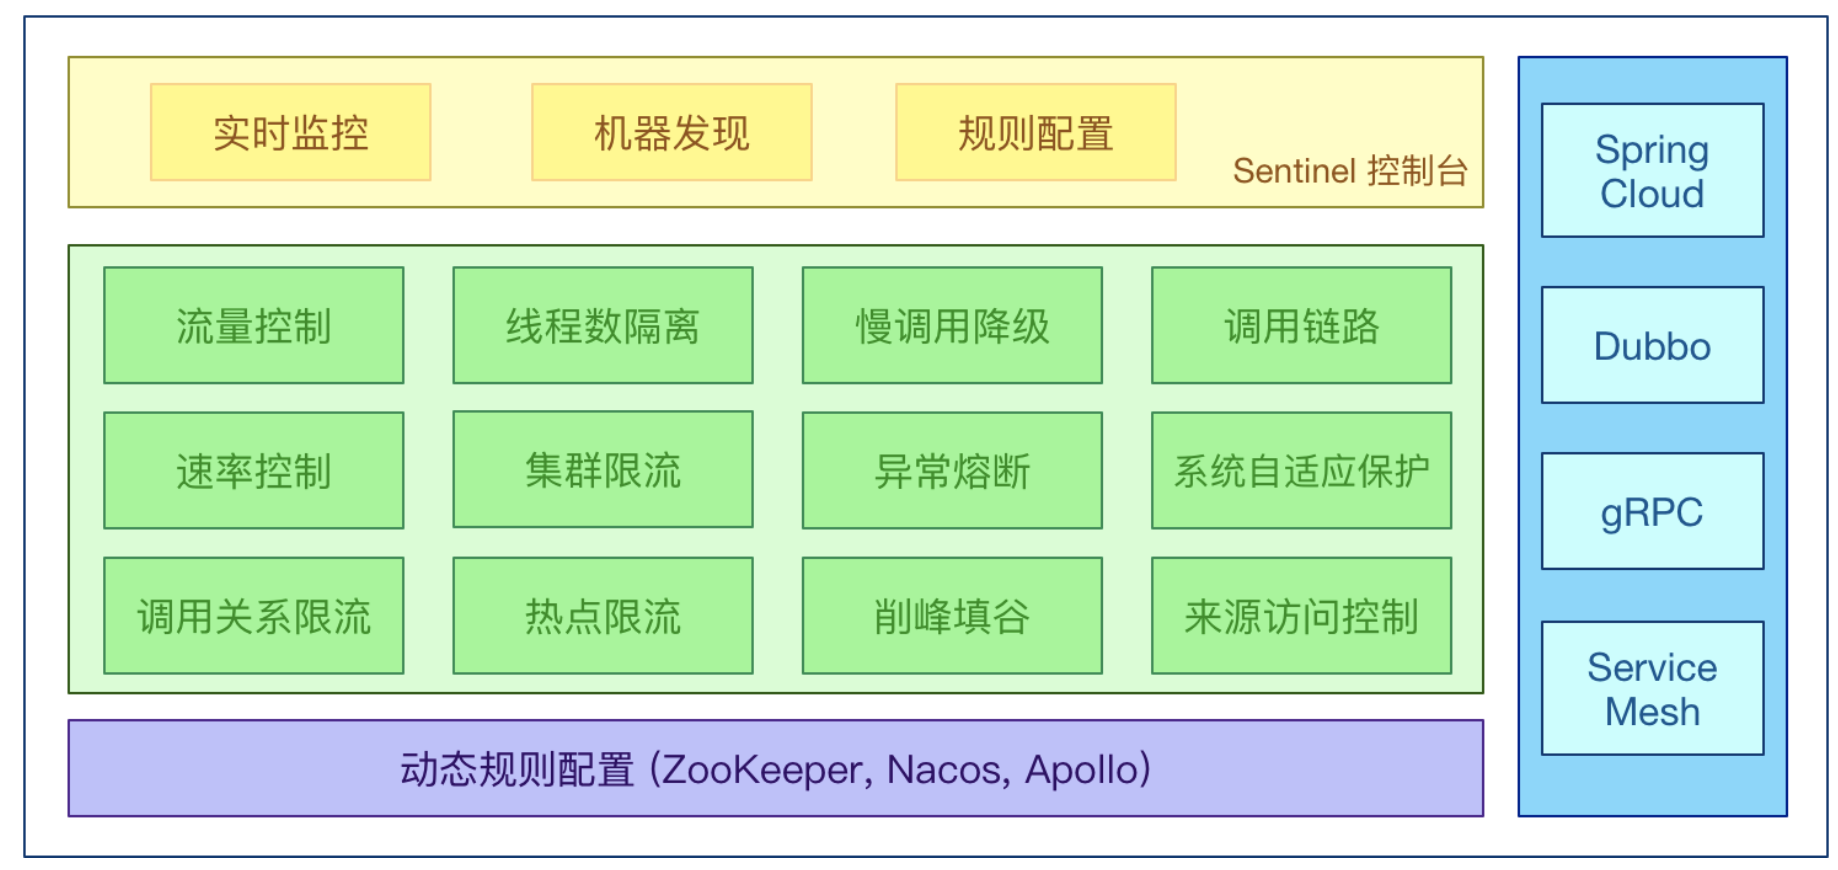 实时监控
机器发现
规则配置
Sentinel 控制台
流量控制
线程数隔离
慢调用降级
调用链路
速率控制
集群限流
异常熔断
系统自适应保护
调用关系限流
热点限流
削峰填谷
来源访问控制
动态规则配置 (ZooKeeper, Nacos, Apollo)
Spring
Cloud
Dubbo
gRPC
Service
Mesh